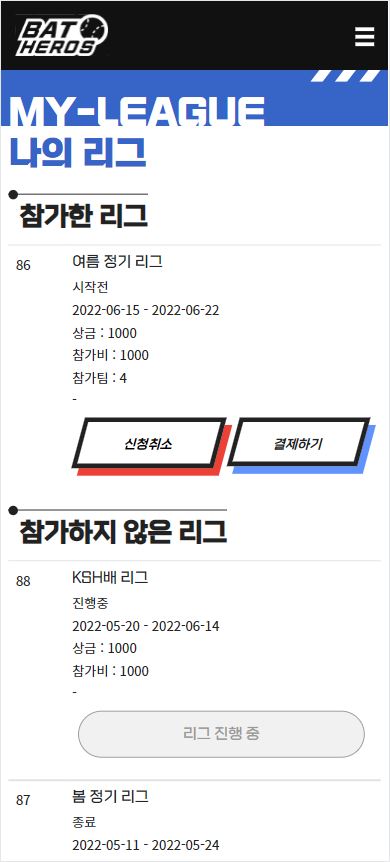 BAT
HEROS
MY-LEAGUE
나의 리그
참가한 리그
86
여름 정기 리그
시작전
2022-06-15 - 2022-06-22
상금 : 1000
참가비 : 1000
참가팀 : 4
-
신청취소
결제하기
참가하지 않은 리그
88
KSH배 리그
진행중
2022-05-20 - 2022-06-14
상금 : 1000
참가비 : 1000
-
리그 진행 중
87
봄 정기 리그
종료
2022-05-11 - 2022-05-24